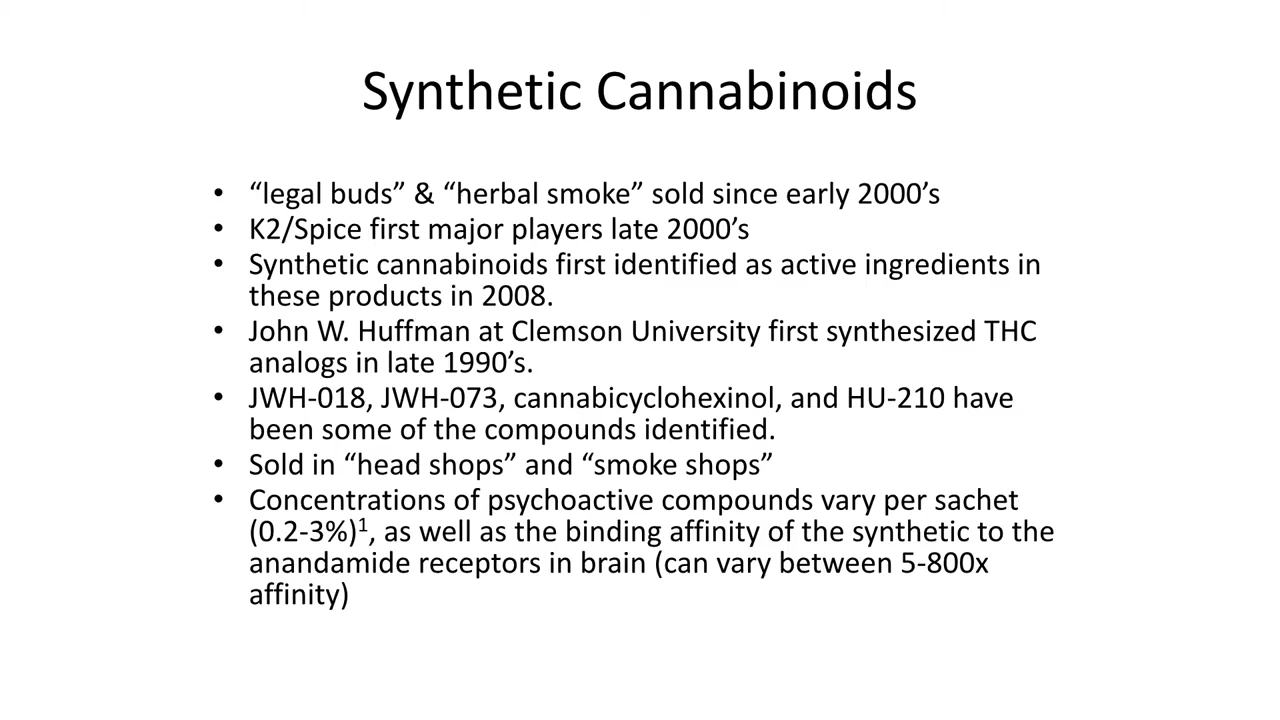 Synthetic Cannabinoids
• “legal buds” & “herbal smoke” sold since early 2000’s
• K2/Spice first major players late 2000’s
• Synthetic cannabinoids first identified as active ingredients in
these products in 2008.
• John W. Huffman at Clemson University first synthesized THC
analogs in late 1990’s.
• JWH-018, JWH-073, cannabicyclohexinol, and HU-210 have
been some of the compounds identified.
• Sold in “head shops” and “smoke shops”
• Concentrations of psychoactive compounds vary per sachet
(0.2-3%)¹, as well as the binding affinity of the synthetic to the
anandamide receptors in brain (can vary between 5-800x
affinity)